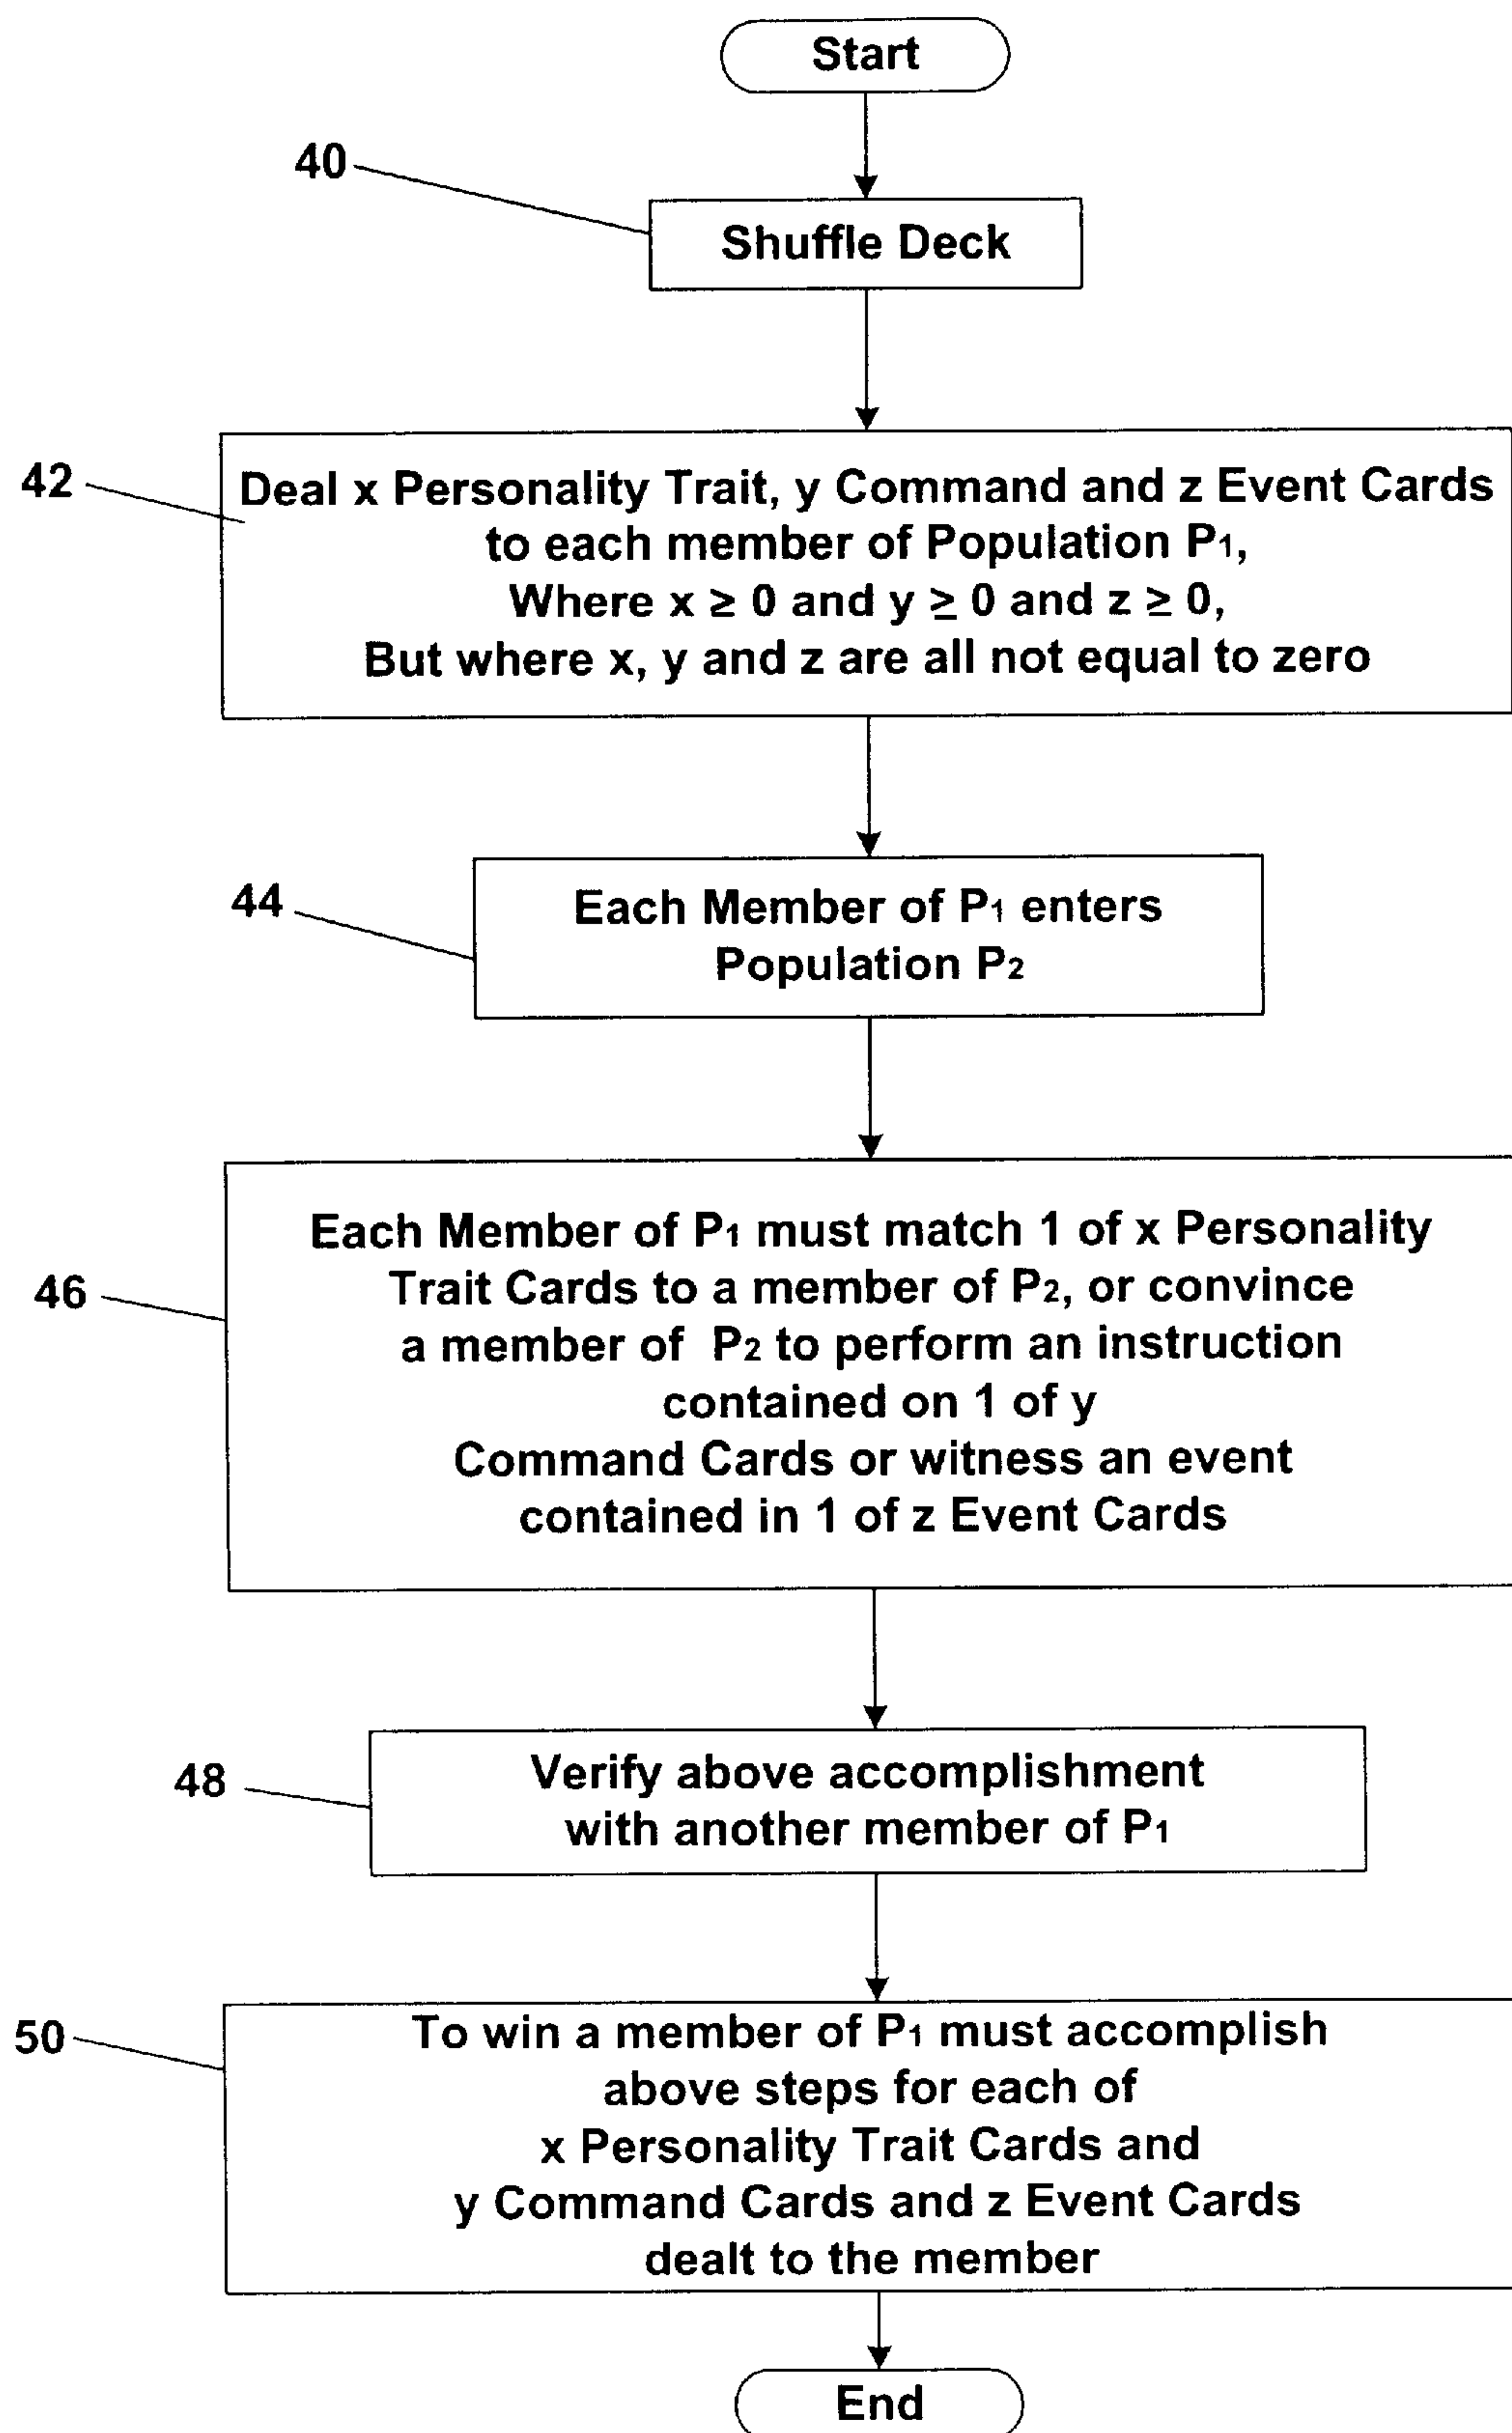 Start
40
Shuffle Deck
42
Deal x Personality Trait, y Command and z Event Cards
to each member of Population P1,
Where x ≥ 0 and y ≥ 0 and z ≥ 0,
But where x, y and z are all not equal to zero
44
Each Member of P1 enters
Population P2
46
Each Member of P1 must match 1 of x Personality
Trait Cards to a member of P2, or convince
a member of P2 to perform an instruction
contained on 1 of y
Command Cards or witness an event
contained in 1 of z Event Cards
48
Verify above accomplishment
with another member of P1
50
To win a member of P1 must accomplish
above steps for each of
x Personality Trait Cards and
y Command Cards and z Event Cards
dealt to the member
End